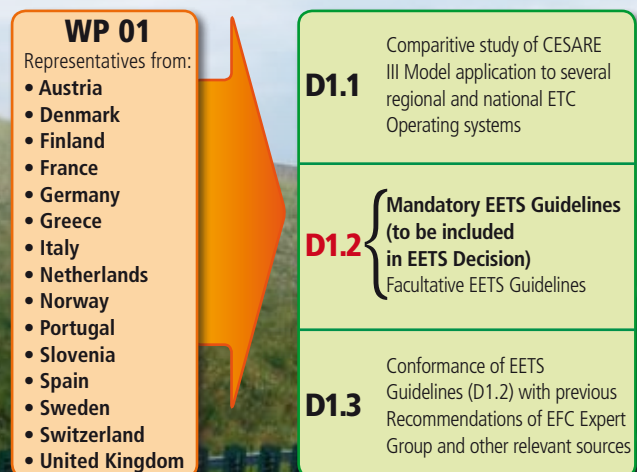 WP 01
Representatives from:
• Austria
• Denmark
• Finland
• France
• Germany
• Greece
• Italy
• Netherlands
• Norway
• Portugal
• Slovenia
• Spain
• Sweden
• Switzerland
• United Kingdom
D1.1
Comparitive study of CESARE
III Model application to several
regional and national ETC
Operating systems
D1.2
Mandatory EETS Guidelines
(to be included
in EETS Decision)
Facultative EETS Guidelines
D1.3
Conformance of EETS
Guidelines (D1.2) with previous
Recommendations of EFC Expert
Group and other relevant sources